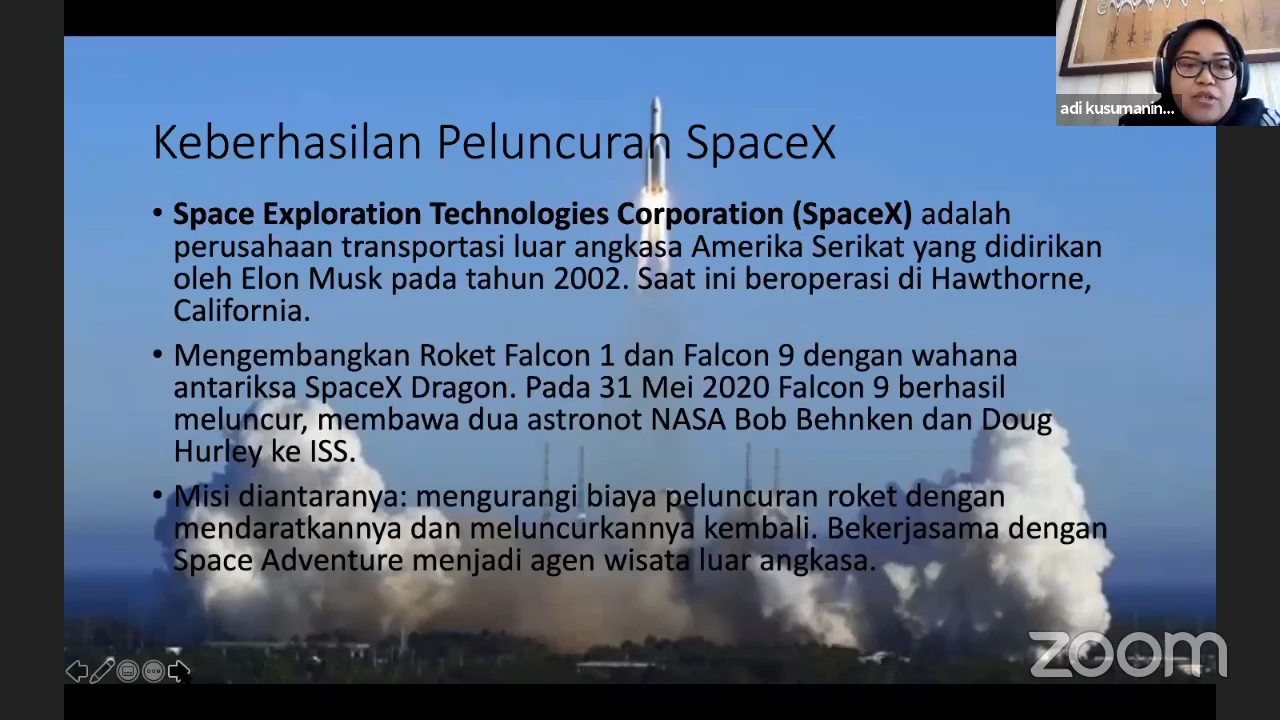 adi kusumanin...
Keberhasilan Peluncuran SpaceX
• Space Exploration Technologies Corporation (SpaceX) adalah
perusahaan transportasi luar angkasa Amerika Serikat yang didirikan
oleh Elon Musk pada tahun 2002. Saat ini beroperasi di Hawthorne,
California.
• Mengembangkan Roket Falcon 1 dan Falcon 9 dengan wahana
antariksa SpaceX Dragon. Pada 31 Mei 2020 Falcon 9 berhasil
meluncur, membawa dua astronot NASA Bob Behnken dan Doug
Hurley ke ISS.
• Misi diantaranya: mengurangi biaya peluncuran roket dengan
mendaratkannya dan meluncurkannya kembali. Bekerjasama dengan
Space Adventure menjadi agen wisata luar angkasa.
zoom